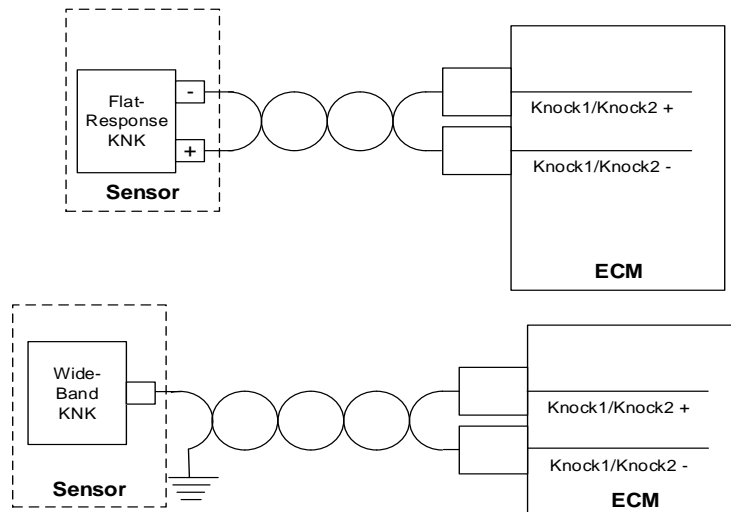 -
Flat-
Response
KNK
+
Sensor
Knock1/Knock2 +
Knock1/Knock2 -
ECM
Wide-
Band
KNK
Sensor
Knock1/Knock2 +
Knock1/Knock2 -
ECM